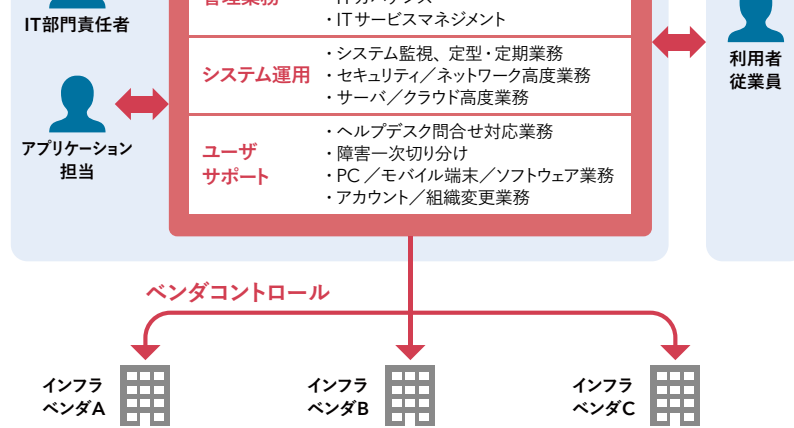 IT部門責任者
・ITサービスマネジメント
システム運用
・システム監視、定型・定期業務
・セキュリティ／ネットワーク高度業務
・サーバ／クラウド高度業務
利用者
従業員
アプリケーション
担当
ユーザ
サポート
・ヘルプデスク問合せ対応業務
・障害一次切り分け
・PC／モバイル端末／ソフトウェア業務
・アカウント／組織変更業務
ベンダコントロール
インフラ
ベンダA
インフラ
ベンダB
インフラ
ベンダC